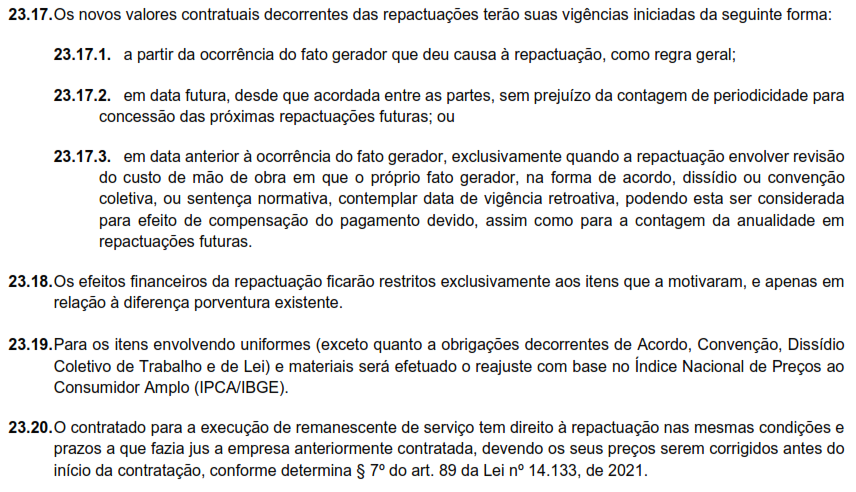 23.17.Os novos valores contratuais decorrentes das repactuações terão suas vigências iniciadas da seguinte forma:
23.17.1. a partir da ocorrência do fato gerador que deu causa à repactuação, como regra geral;
23.17.2. em data futura, desde que acordada entre as partes, sem prejuízo da contagem de periodicidade para
concessão das próximas repactuações futuras; ou
23.17.3. em data anterior à ocorrência do fato gerador, exclusivamente quando a repactuação envolver revisão
do custo de mão de obra em que o próprio fato gerador, na forma de acordo, dissídio ou convenção
coletiva, ou sentença normativa, contemplar data de vigência retroativa, podendo esta ser considerada
para efeito de compensação do pagamento devido, assim como para a contagem da anualidade em
repactuações futuras.
23.18.Os efeitos financeiros da repactuação ficarão restritos exclusivamente aos itens que a motivaram, e apenas em
relação à diferença porventura existente.
23.19.Para os itens envolvendo uniformes (exceto quanto a obrigações decorrentes de Acordo, Convenção, Dissídio
Coletivo de Trabalho e de Lei) e materiais será efetuado o reajuste com base no Índice Nacional de Preços ao
Consumidor Amplo (IPCA/IBGE).
23.20.O contratado para a execução de remanescente de serviço tem direito à repactuação nas mesmas condições e
prazos a que fazia jus a empresa anteriormente contratada, devendo os seus preços serem corrigidos antes do
início da contratação, conforme determina § 7º do art. 89 da Lei nº 14.133, de 2021.